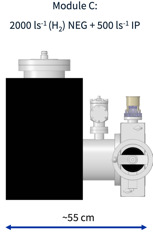 Module C:
2000 ls⁻¹ (H₂) NEG + 500 ls⁻¹ IP
~55 cm